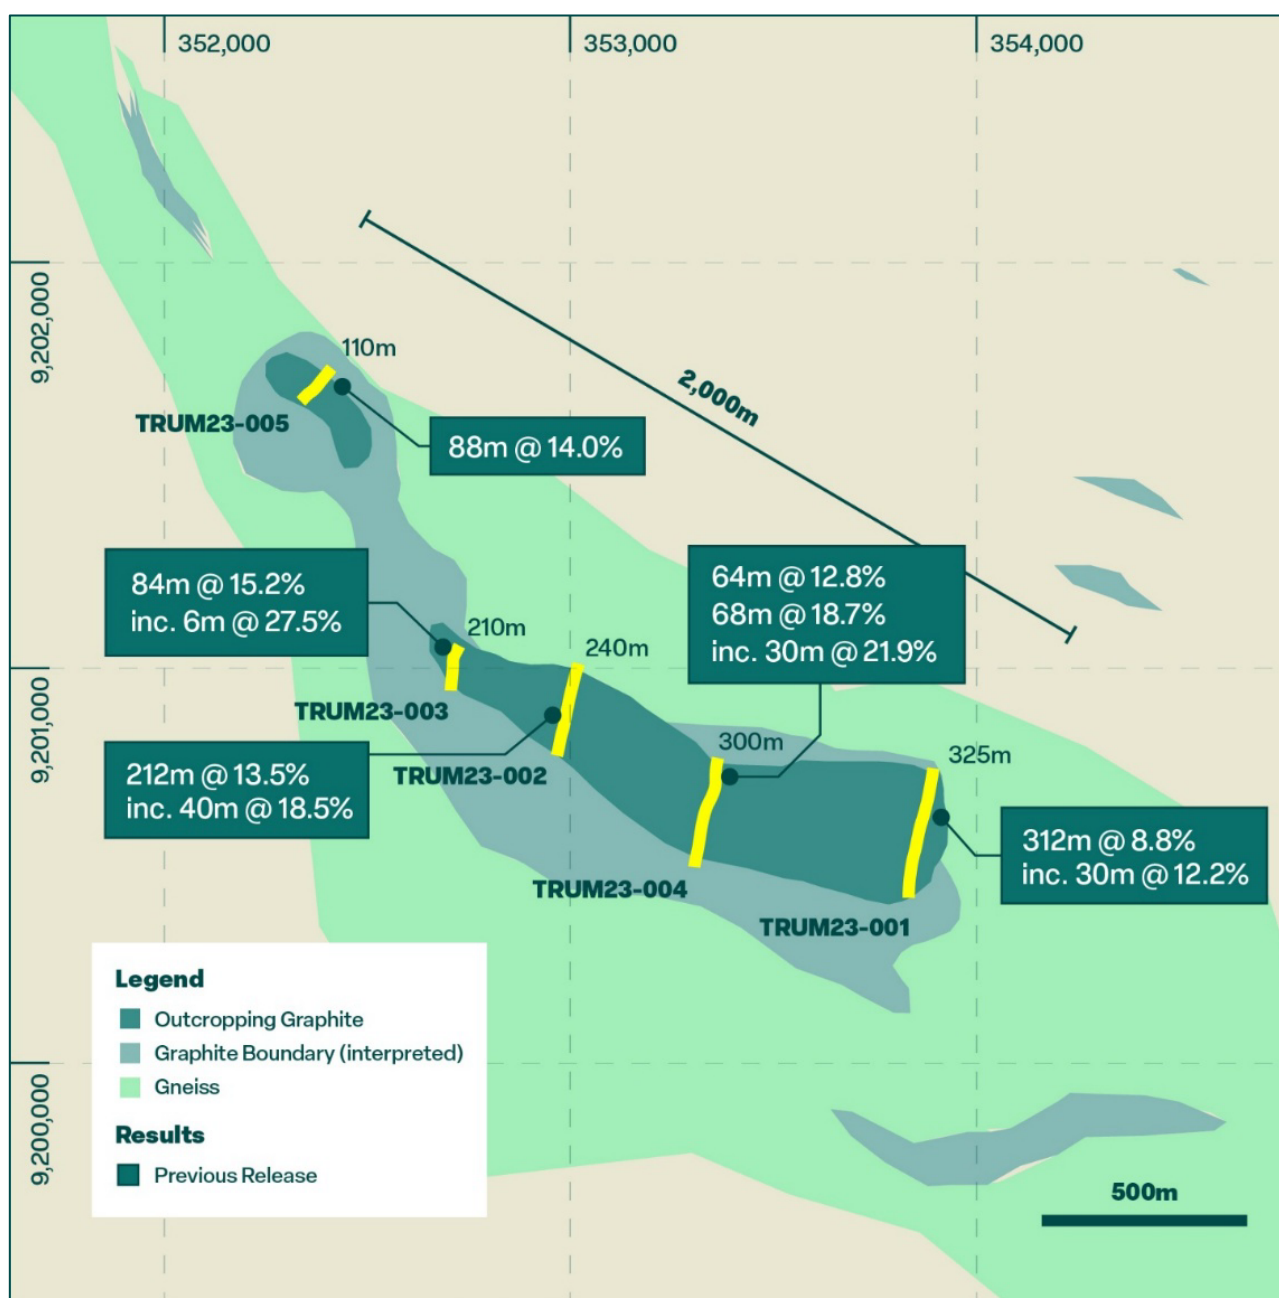 352,000
353,000
354,000
9,202,000
9,201,000
9,200,000
2,000m
110m
TRUM23-005
88m @ 14.0%
84m @ 15.2%
inc. 6m @ 27.5%
210m
TRUM23-003
240m
64m @ 12.8%
68m @ 18.7%
inc. 30m @ 21.9%
212m @ 13.5%
inc. 40m @ 18.5%
TRUM23-002
300m
TRUM23-004
325m
312m @ 8.8%
inc. 30m @ 12.2%
TRUM23-001
Legend
Outcropping Graphite
Graphite Boundary (interpreted)
Gneiss
Results
Previous Release
500m